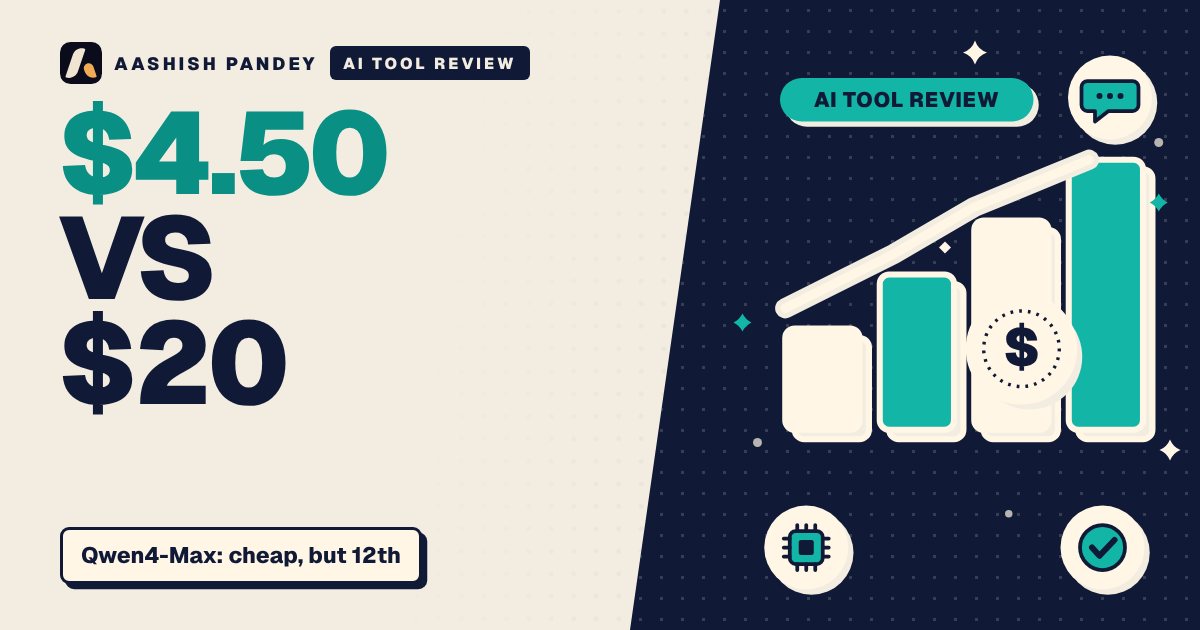 AASHISH PANDEY
AI TOOL REVIEW
$4.50
VS
$20
Qwen4-Max: cheap, but 12th
AI TOOL REVIEW
$